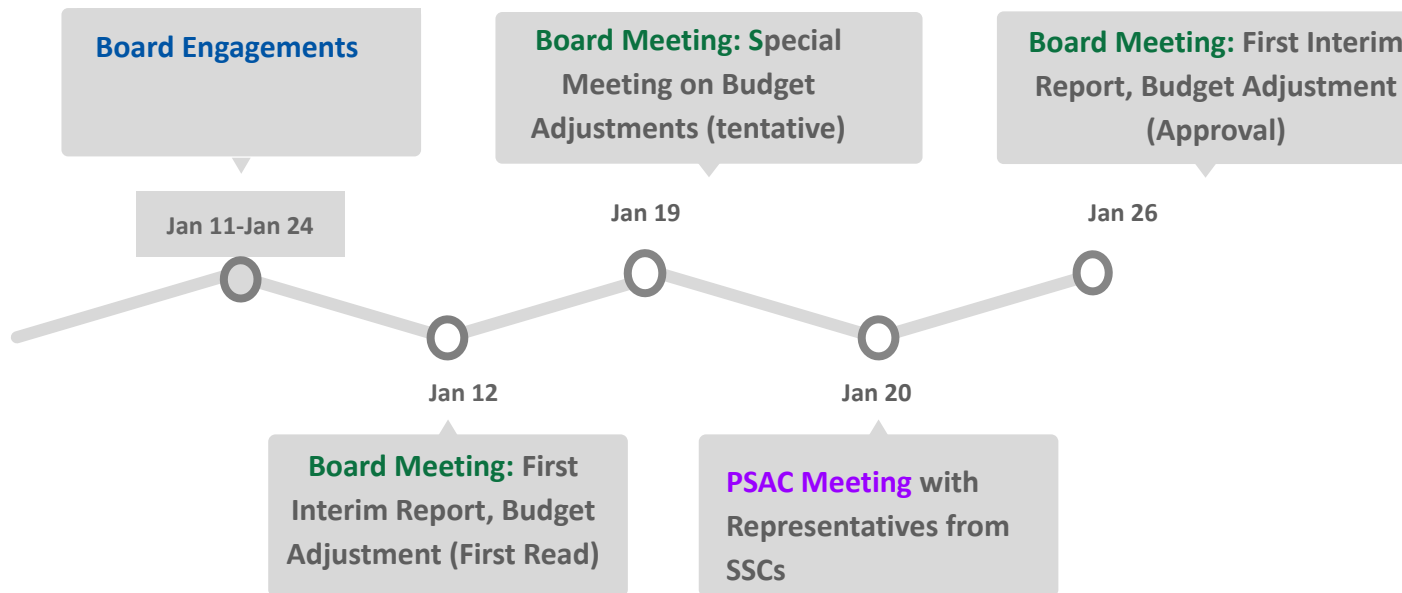 Board Engagements
Jan 11-Jan 24
Jan 12
Board Meeting: First
Interim Report, Budget
Adjustment (First Read)
Board Meeting: Special
Meeting on Budget
Adjustments (tentative)
Jan 19
Jan 20
PSAC Meeting with
Representatives from
SSCs
Board Meeting: First Interim
Report, Budget Adjustment
(Approval)
Jan 26